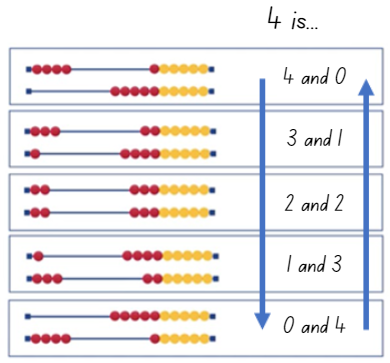 4 is...
4 and 0
3 and 1
2 and 2
1 and 3
0 and 4